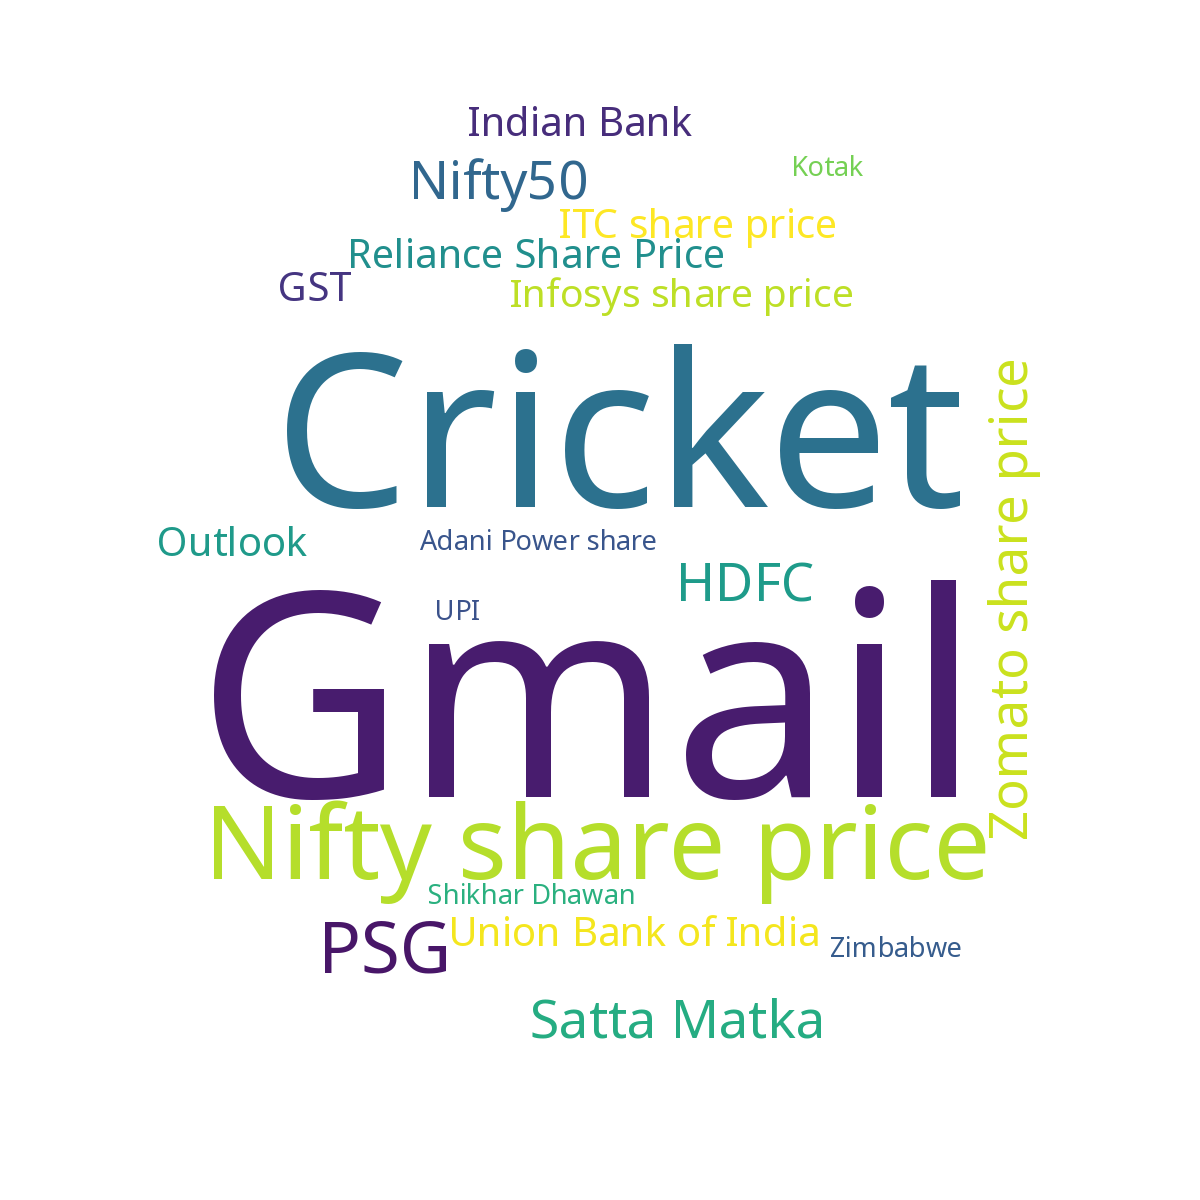 Indian Bank
Kotak
Nifty50
ITC share price
Reliance Share Price
GST
Infosys share price
Cricket
Zomato share price
Outlook
Adani Power share
HDFC
UPI
Gmail
Nifty share price
Shikhar Dhawan
PSG
Union Bank of India
Zimbabwe
Satta Matka